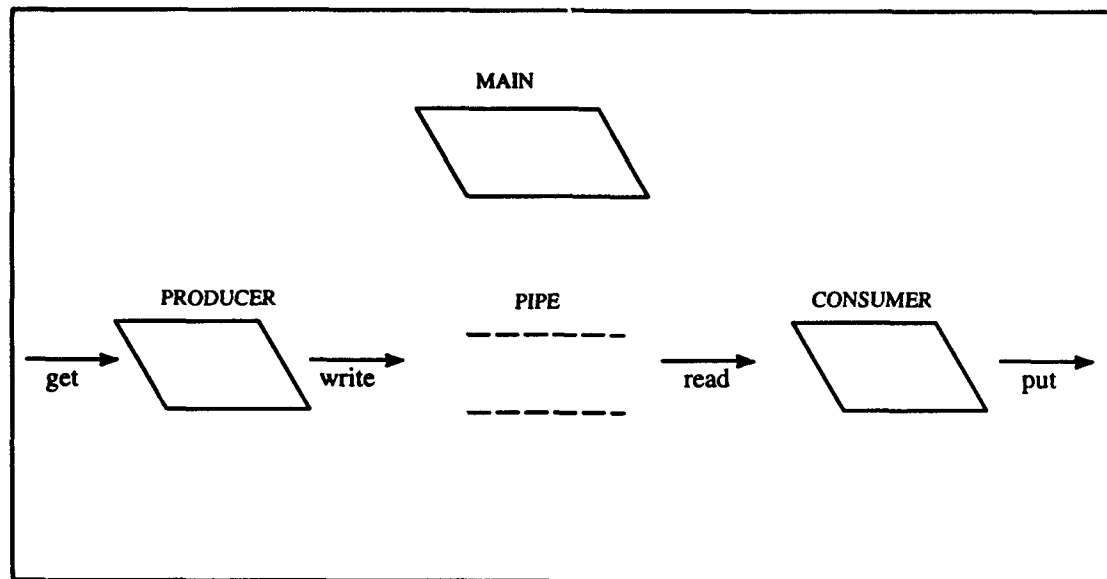 MAIN
PRODUCER
PIPE
CONSUMER
get
write
read
put